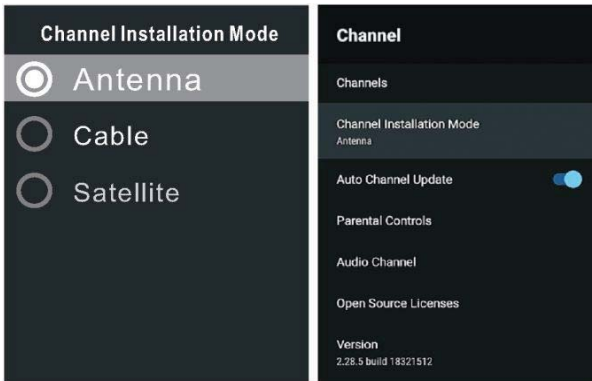 Channel Installation Mode
Antenna
Cable
Satellite
Channel
Channels
Channel Installation Mode
Antenna
Auto Channel Update
Parental Controls
Audio Channel
Open Source Licenses
Version
2.28.5 build 18321512